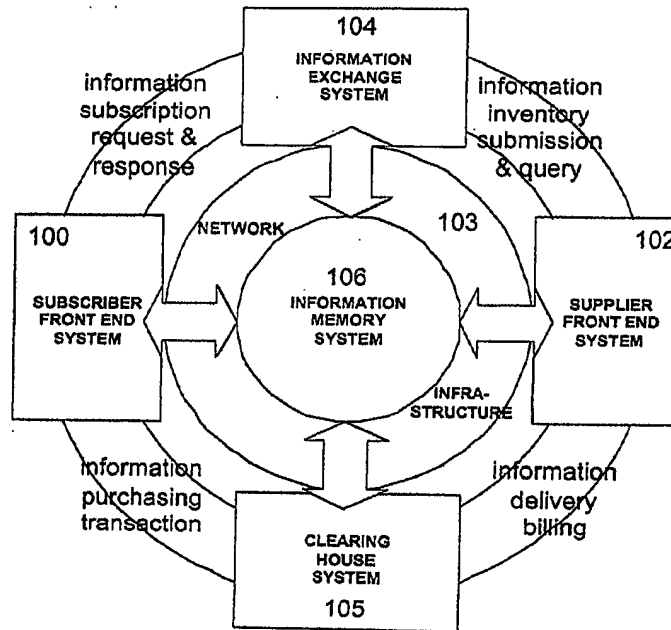 104
INFORMATION
EXCHANGE
SYSTEM
information
subscription
request &
response
information
inventory
submission
& query
100
SUBSCRIBER
FRONT END
SYSTEM
NETWORK
103
102
SUPPLIER
FRONT END
SYSTEM
106
INFORMATION
MEMORY
SYSTEM
INFRA-
STRUCTURE
information
purchasing
transaction
information
delivery
billing
CLEARING
HOUSE
SYSTEM
105